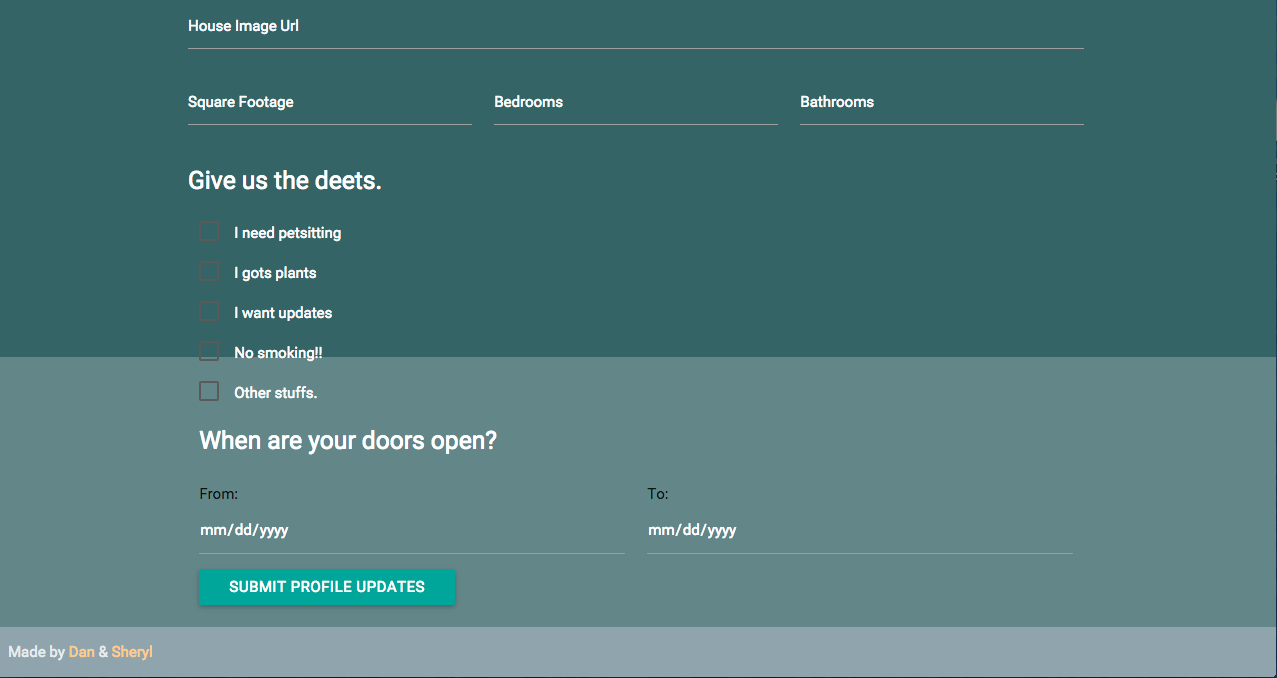 House Image Url
Square Footage Bedrooms Bathrooms
Give us the deets.
I need petsitting
I gots plants
I want updates
No smoking!!
Other stuffs.
When are your doors open?
From: To:
mm/dd/yyyy mm/dd/yyyy
SUBMIT PROFILE UPDATES
Made by Dan & Sheryl